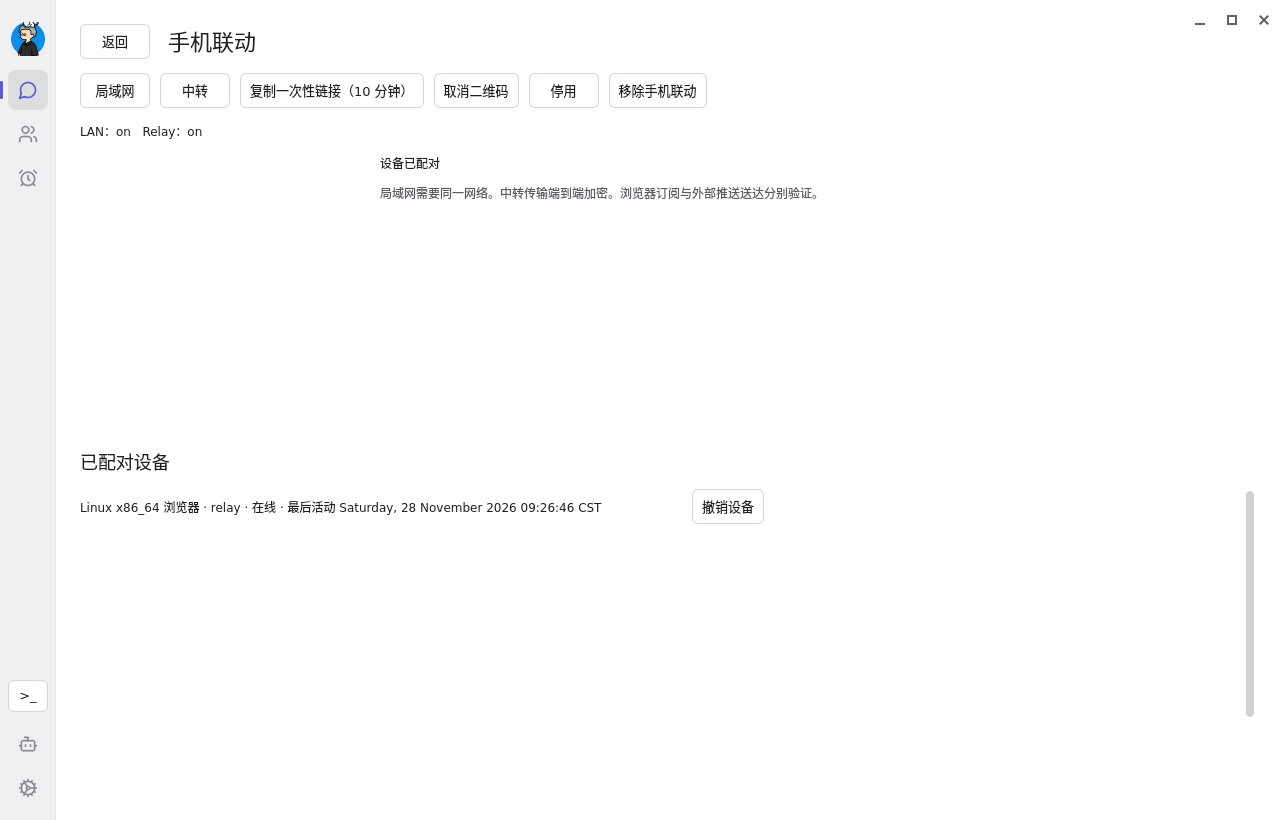 返回
手机联动
局域网
中转
复制一次性链接（10 分钟）
取消二维码
停用
移除手机联动
LAN：on Relay：on
设备已配对
局域网需要同一网络。中转传输端到端加密。浏览器订阅与外部推送送达分别验证。
已配对设备
Linux x86_64 浏览器 · relay · 在线 · 最后活动 Saturday, 28 November 2026 09:26:46 CST
撤销设备
>_